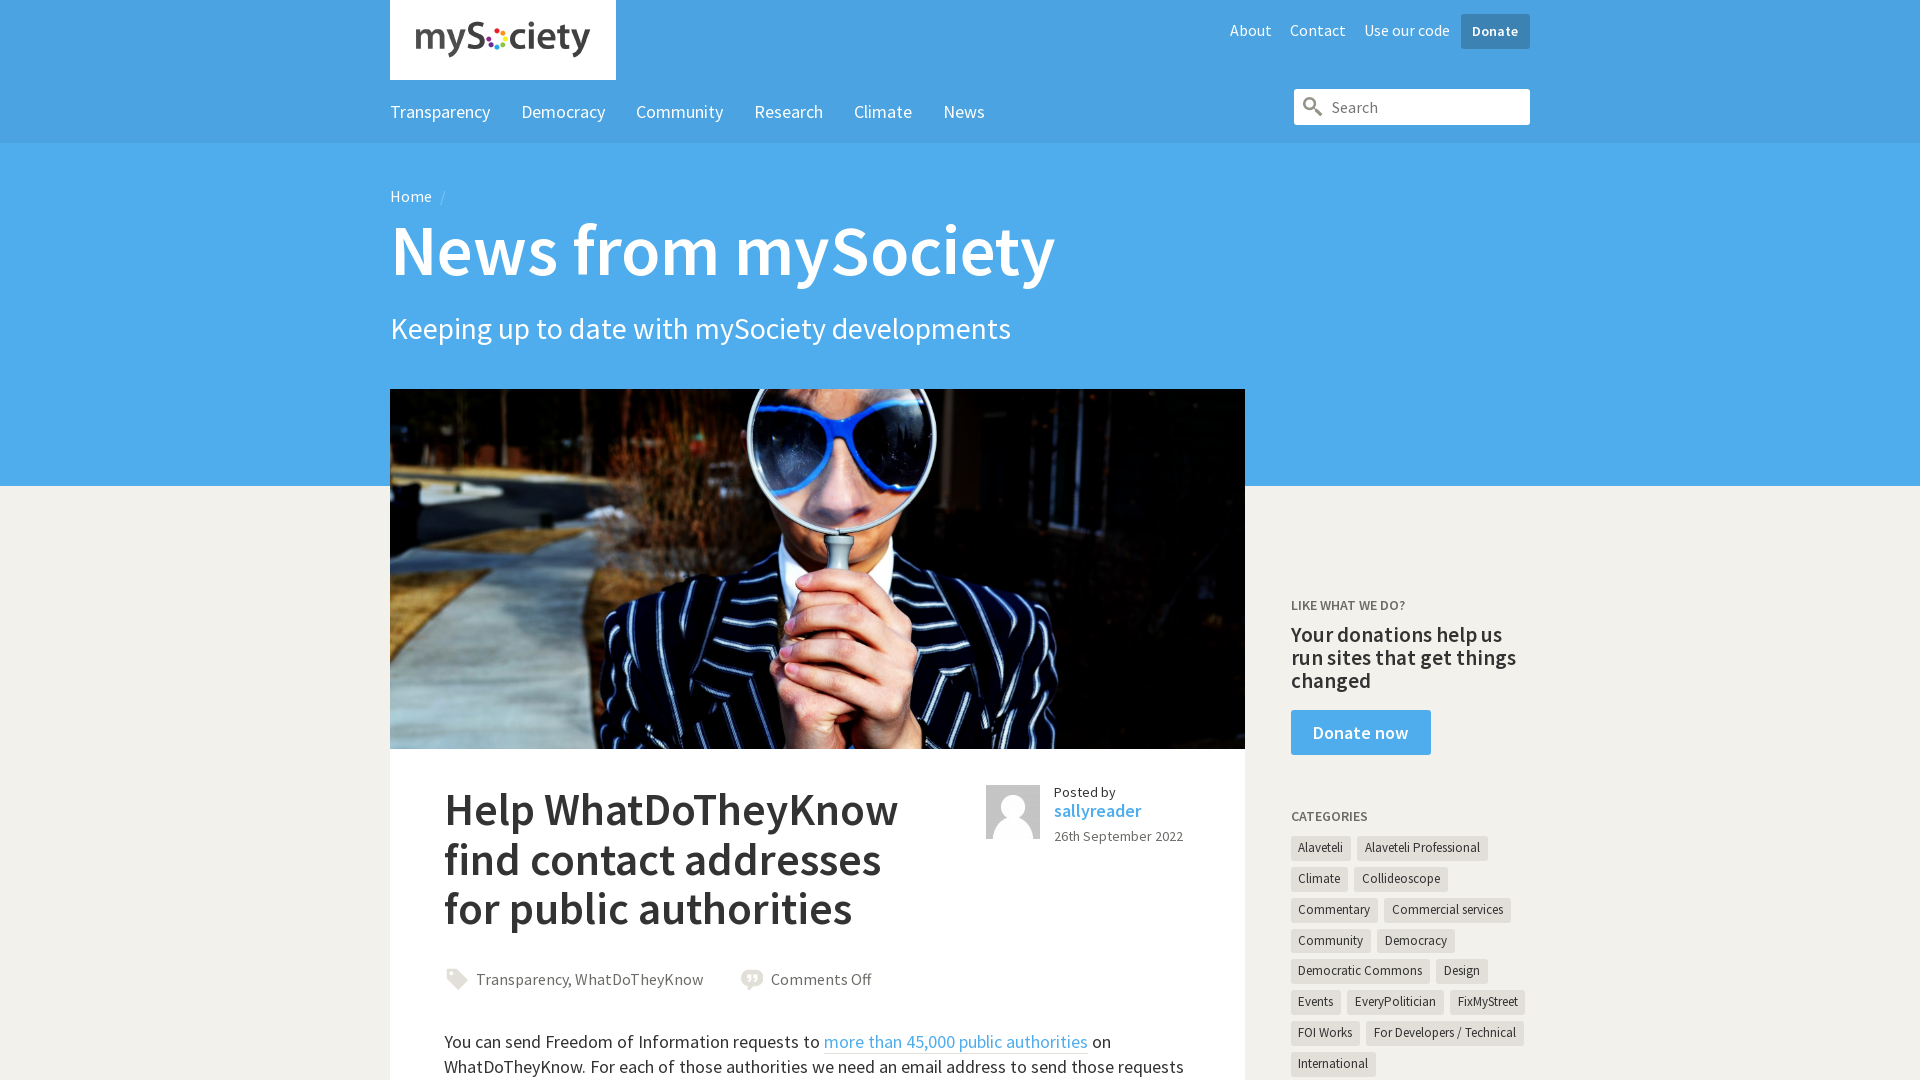 mySociety
About
Contact
Use our code
Donate
Transparency
Democracy
Community
Research
Climate
News
Search
Home /
News from mySociety
Keeping up to date with mySociety developments
Help WhatDoTheyKnow
find contact addresses
for public authorities
Posted by
sallyreader
26th September 2022
Transparency, WhatDoTheyKnow
Comments Off
You can send Freedom of Information requests to more than 45,000 public authorities on
WhatDoTheyKnow. For each of those authorities we need an email address to send those requests
LIKE WHAT WE DO?
Your donations help us
run sites that get things
changed
Donate now
CATEGORIES
Alaveteli
Alaveteli Professional
Climate
Collideoscope
Commentary
Commercial services
Community
Democracy
Democratic Commons
Design
Events
EveryPolitician
FixMyStreet
FOI Works
For Developers / Technical
International